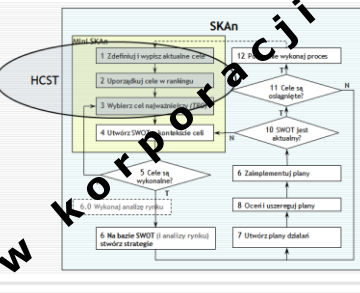 SKAn
Mini SKAn
HCST
1 Zdefiniuj i wypisz aktualne cele
2 Uporządkuj cele w rankingu
3 Wybierz cel najważniejszy (TRO)
4 Utwórz SWOT w kontekście celi
5 Cele są wykonalne?
T
6.0 Wykonaj analizę rynku
6 Na bazie SWOT (i analizy rynku) stwórz strategie
7 Utwórz plany działań
8 Oceń i uszereguj plany
6 Zaimplementuj plany
10 SWOT jest aktualny?
N
T
11 Cele są osiągnięte?
N
T
12 wykonaj proces
w korporacji